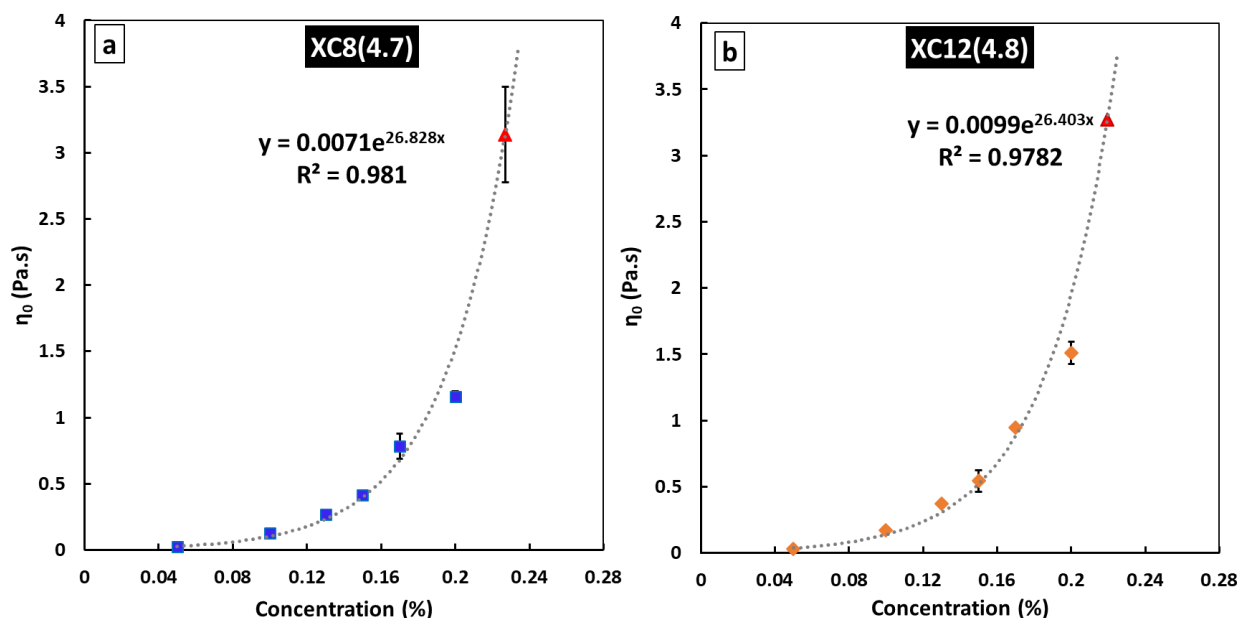 a
XC8(4.7)
y = 0.0071e^26.828x
R² = 0.981
4
3.5
3
2.5
2
1.5
1
0.5
0
η₀ (Pa.s)
0
0.04
0.08
0.12
0.16
0.2
0.24
0.28
Concentration (%)
b
XC12(4.8)
y = 0.0099e^26.403x
R² = 0.9782
4
3.5
3
2.5
2
1.5
1
0.5
0
η₀ (Pa.s)
0
0.04
0.08
0.12
0.16
0.2
0.24
0.28
Concentration (%)